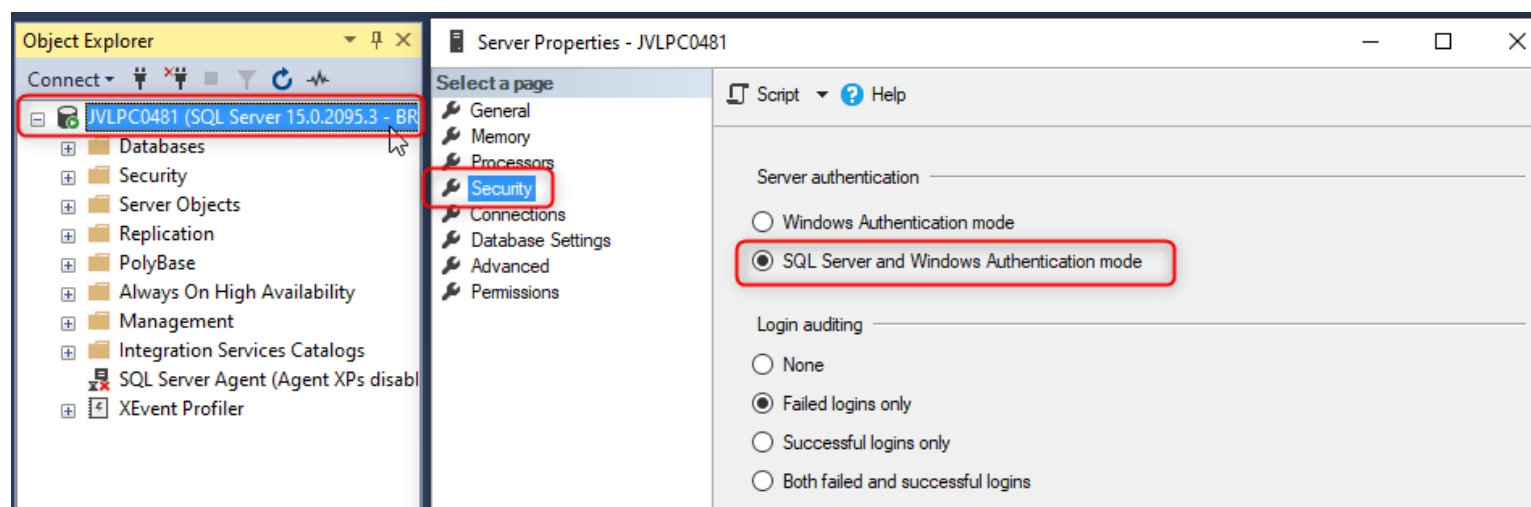 Object Explorer
Connect
JVLPC0481 (SQL Server 15.0.2095.3 - BR
Databases
Security
Server Objects
Replication
PolyBase
Always On High Availability
Management
Integration Services Catalogs
SQL Server Agent (Agent XPs disabl
XEvent Profiler
Server Properties - JVLPC0481
Select a page
General
Memory
Processors
Security
Connections
Database Settings
Advanced
Permissions
Script
Help
Server authentication
Windows Authentication mode
SQL Server and Windows Authentication mode
Login auditing
None
Failed logins only
Successful logins only
Both failed and successful logins